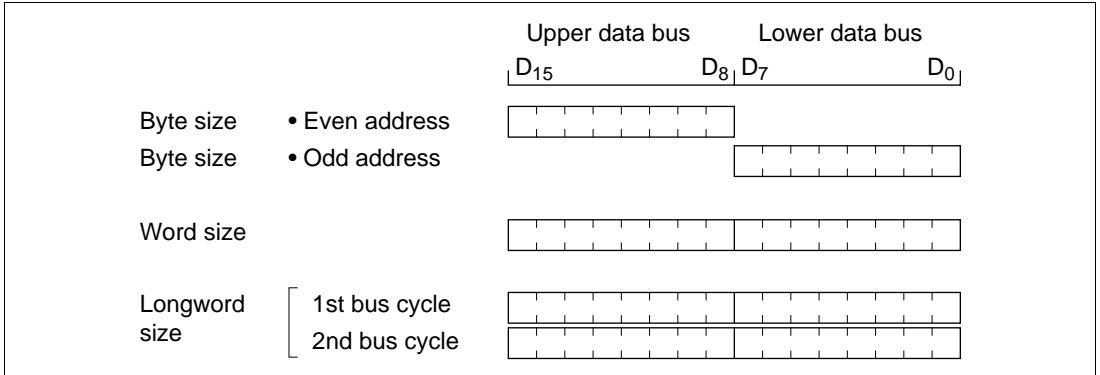 Upper data bus Lower data bus
D15 D8 D7 D0
Byte size • Even address
Byte size • Odd address
Word size
Longword size 1st bus cycle
2nd bus cycle